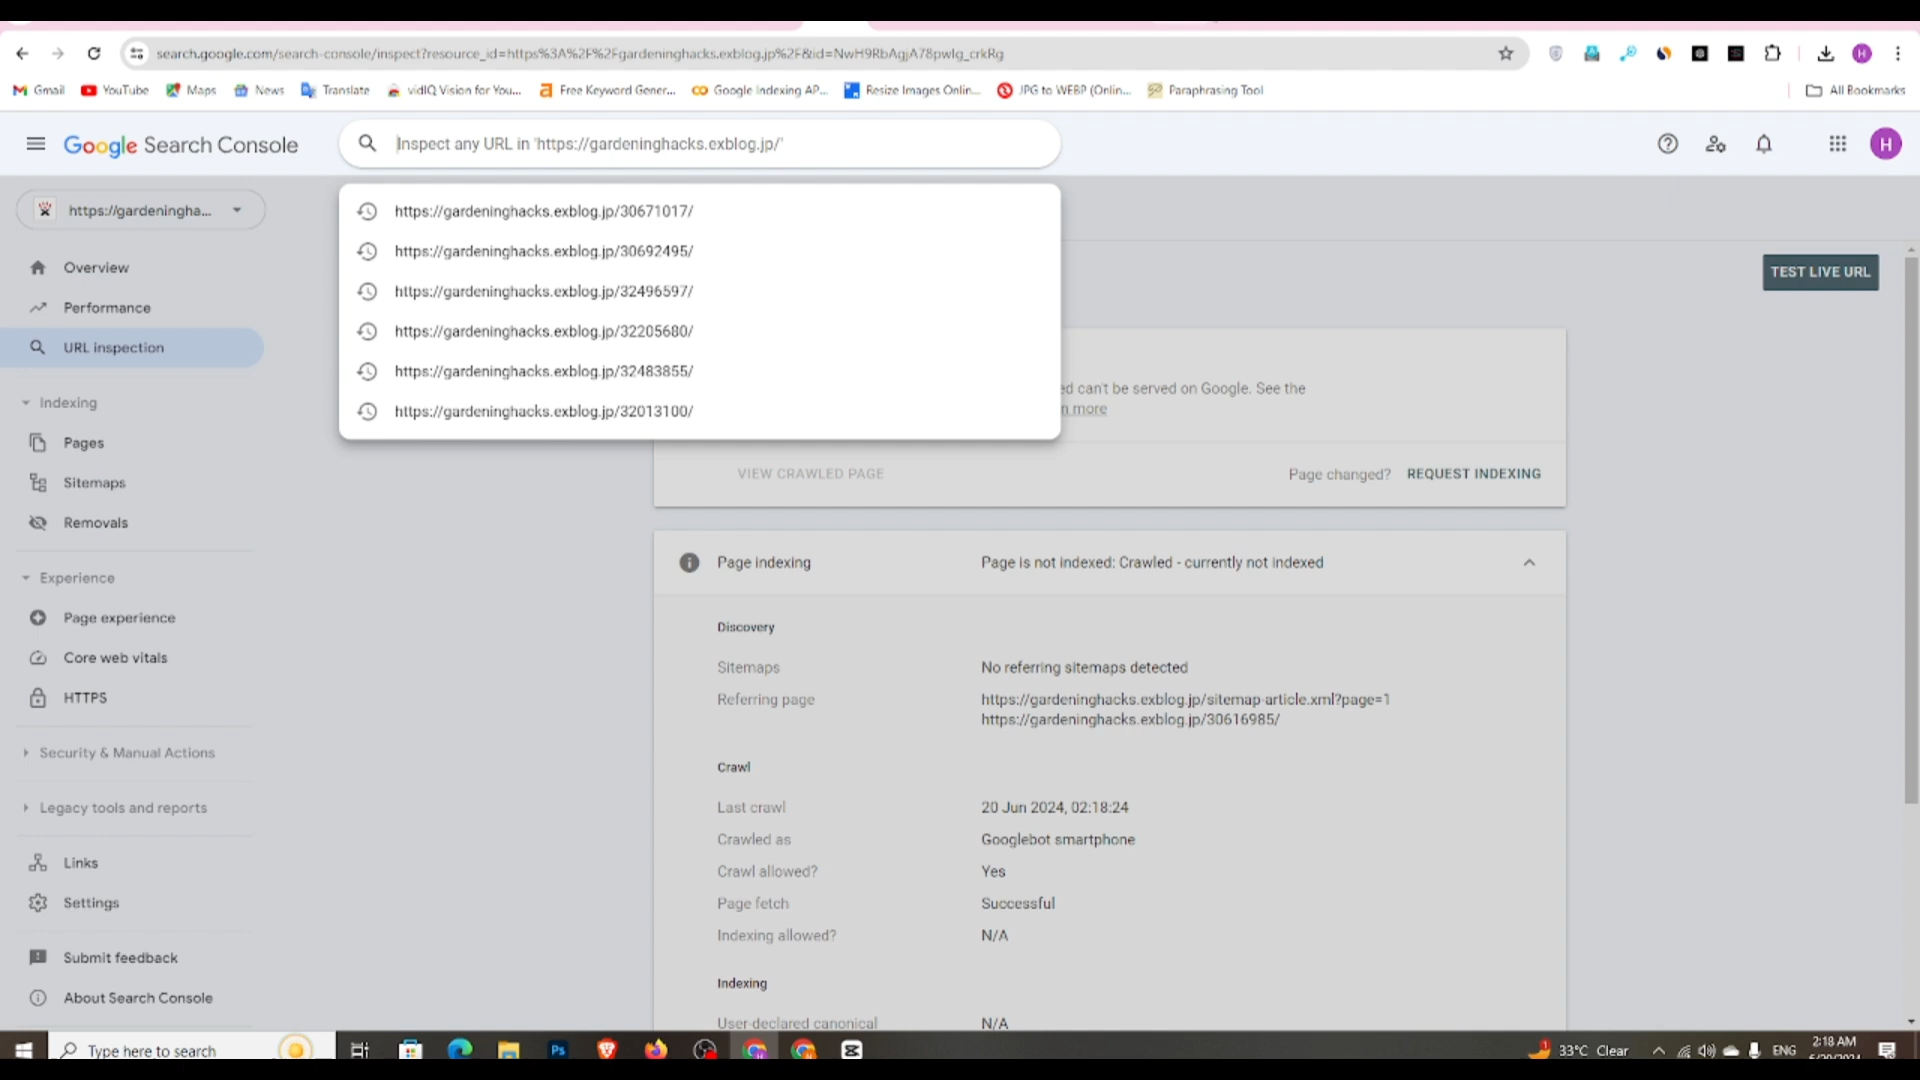 search.google.com/search-console/inspect?resource_id=https%3A%2F%2Fgardeninghacks.exblog.jp%2F&id=NwH9RbAgjA78pwIg_crkRg
Gmail YouTube Maps News Translate vidIQ Vision for You... Free Keyword Gener... Google Indexing AP... Resize Images Onlin... JPG to WEBP (Onlin... Paraphrasing Tool All Bookmarks
Google Search Console
Inspect any URL in 'https://gardeninghacks.exblog.jp/'
H
https://gardeningha...
https://gardeninghacks.exblog.jp/30671017/
https://gardeninghacks.exblog.jp/30692495/
https://gardeninghacks.exblog.jp/32496597/
https://gardeninghacks.exblog.jp/32205680/
https://gardeninghacks.exblog.jp/32483855/
https://gardeninghacks.exblog.jp/32013100/
TEST LIVE URL
Overview
Performance
URL inspection
Indexing
Pages
Sitemaps
Removals
Experience
Page experience
Core web vitals
HTTPS
Security & Manual Actions
Legacy tools and reports
Links
Settings
Submit feedback
About Search Console
can't be served on Google. See the
more
VIEW CRAWLED PAGE
Page changed? REQUEST INDEXING
Page indexing Page is not indexed: Crawled - currently not indexed
Discovery
Sitemaps No referring sitemaps detected
Referring page https://gardeninghacks.exblog.jp/sitemap-article.xml?page=1
https://gardeninghacks.exblog.jp/30616985/
Crawl
Last crawl 20 Jun 2024, 02:18:24
Crawled as Googlebot smartphone
Crawl allowed? Yes
Page fetch Successful
Indexing allowed? N/A
Indexing
User-declared canonical N/A
Type here to search
Ps
33°C Clear
ENG
2:18 AM